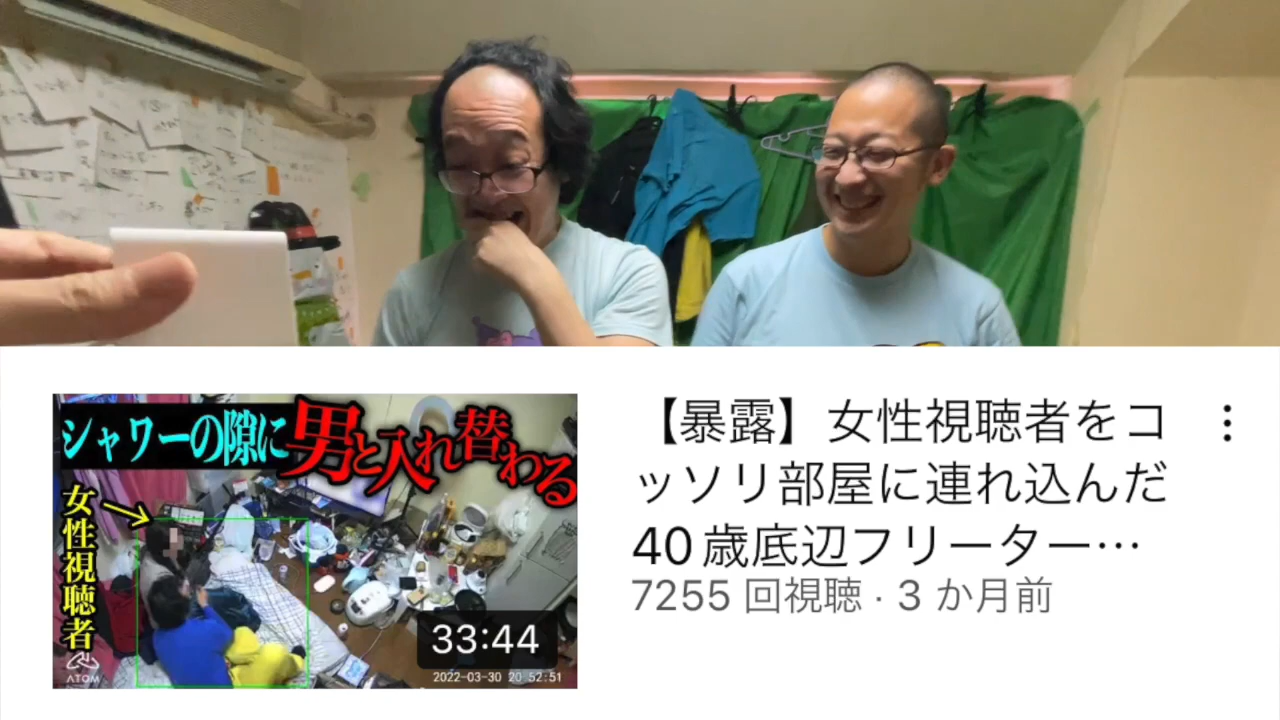 シャワーの隙に男と入れ替わる
女性視聴者
ATOM
33:44
2022-03-30 20:52:51
【暴露】女性視聴者をコ
ッソリ部屋に連れ込んだ
40歳底辺フリーター…
7255 回視聴・3 か月前